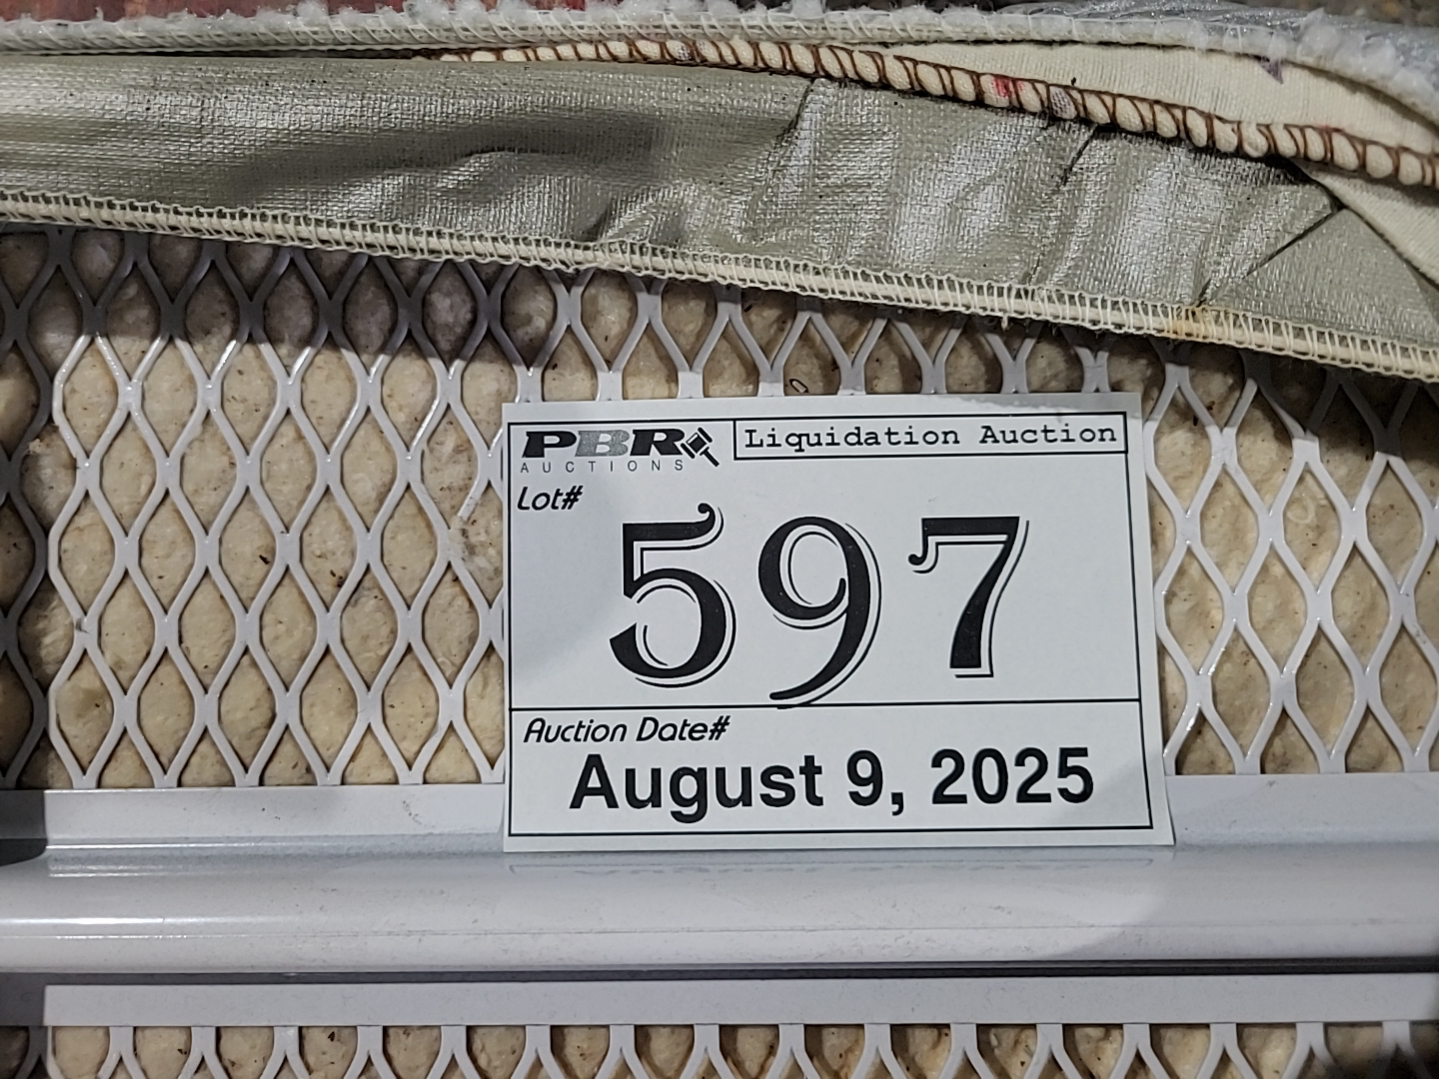 PBR
AUCTIONS
Liquidation Auction
Lot#
597
Auction Date#
August 9, 2025